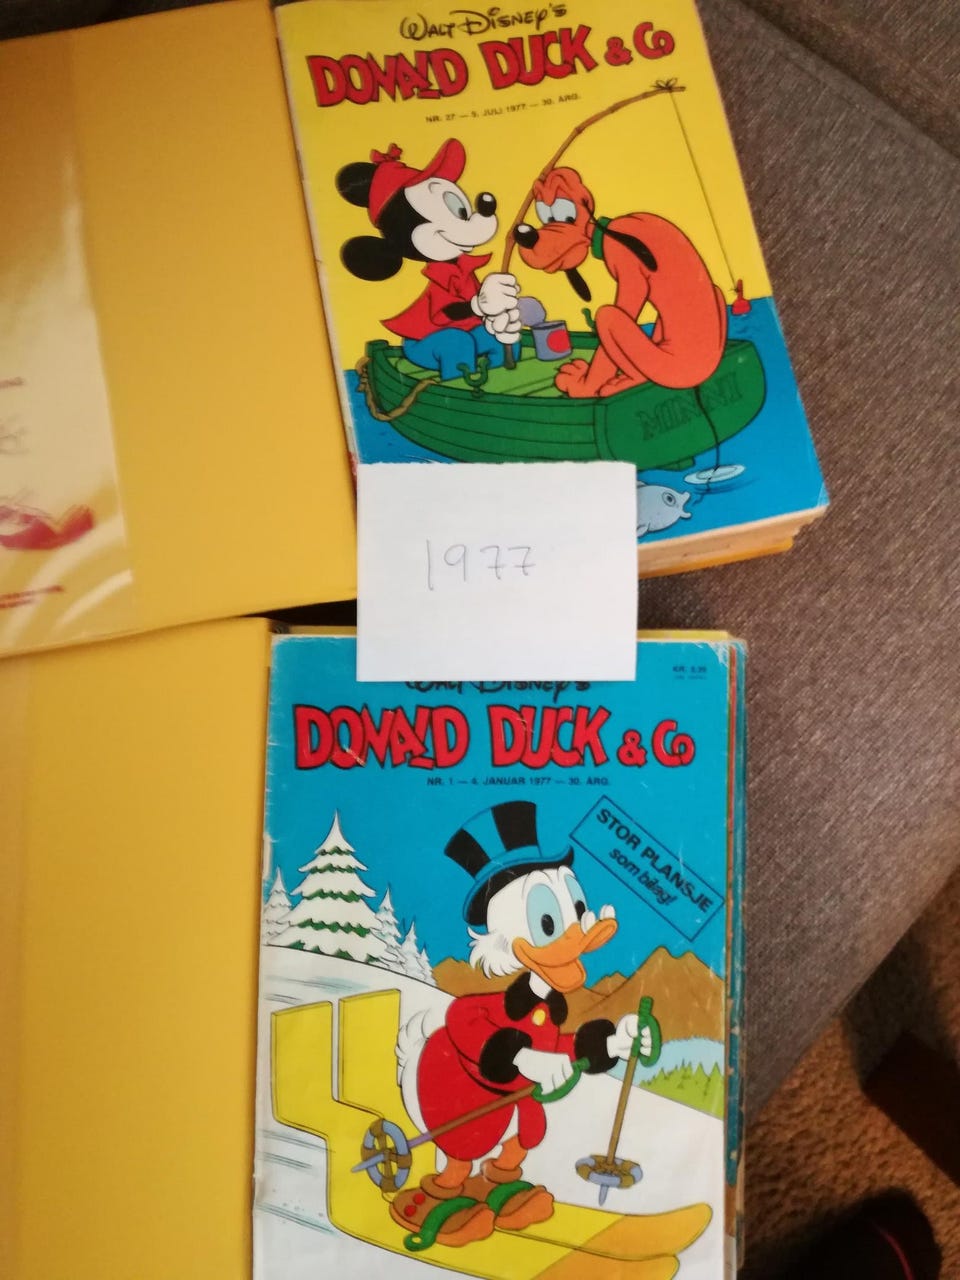 WALT DISNEY'S
DONALD DUCK & Co
NR. 27 — 5. JULI 1977 — 30. ÅRG.
MINNI
1977
WALT DISNEY'S
DONALD DUCK & Co
NR. 1 — 4. JANUAR 1977 — 30. ÅRG.
STOR PLANSJE
som bilag!